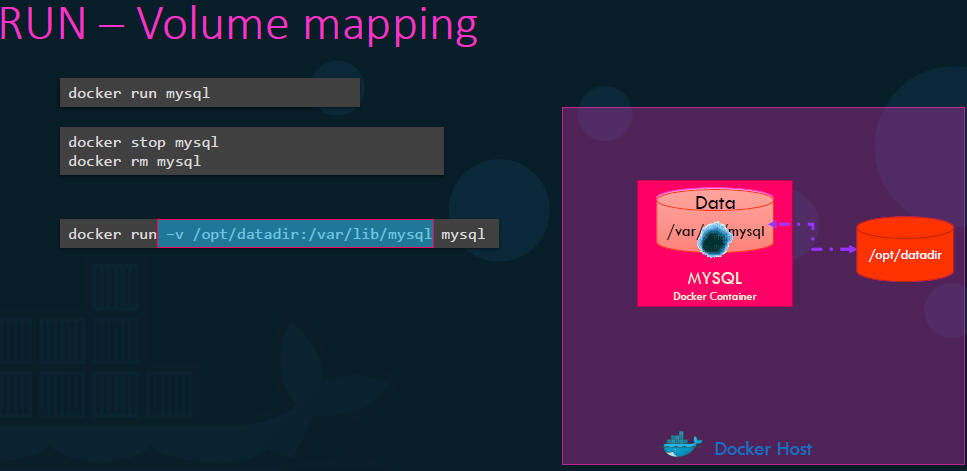 RUN – Volume mapping
docker run mysql
docker stop mysql
docker rm mysql
docker run -v /opt/datadir:/var/lib/mysql mysql
Data
/var/ /mysql
/opt/datadir
MYSQL
Docker Container
Docker Host